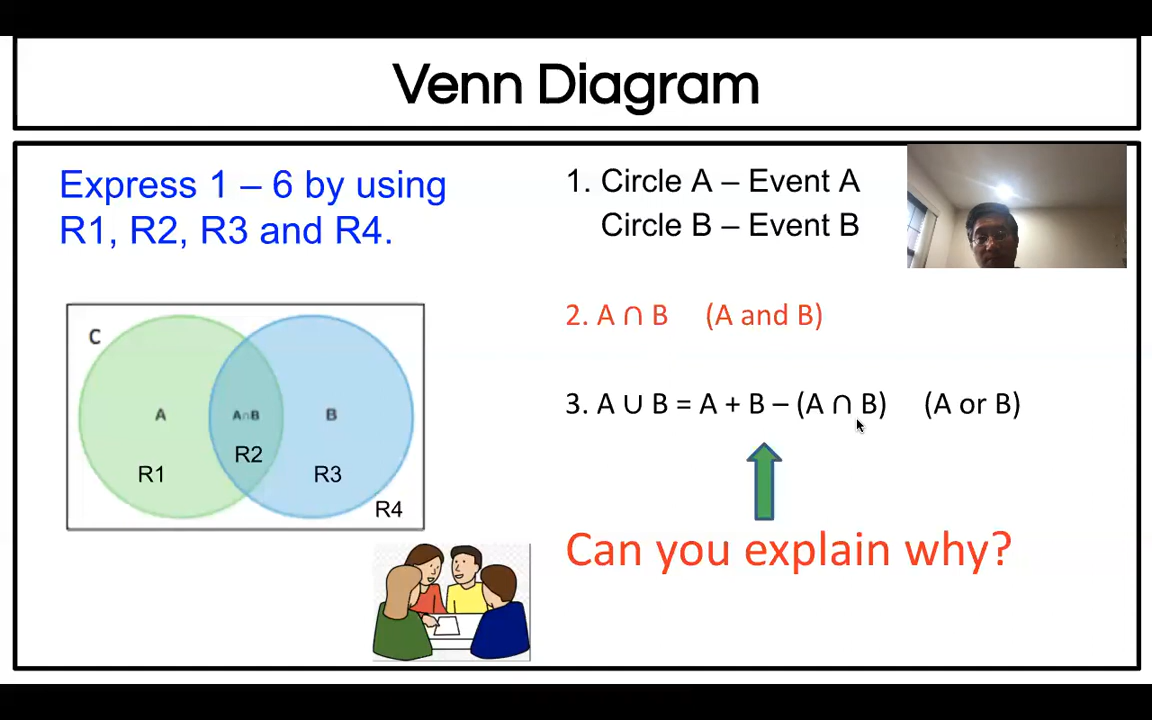 Venn Diagram
Express 1 – 6 by using
R1, R2, R3 and R4.
C
A
A∩B
B
R1
R2
R3
R4
1. Circle A – Event A
Circle B – Event B
2. A ∩ B (A and B)
3. A ∪ B = A + B – (A ∩ B) (A or B)
Can you explain why?